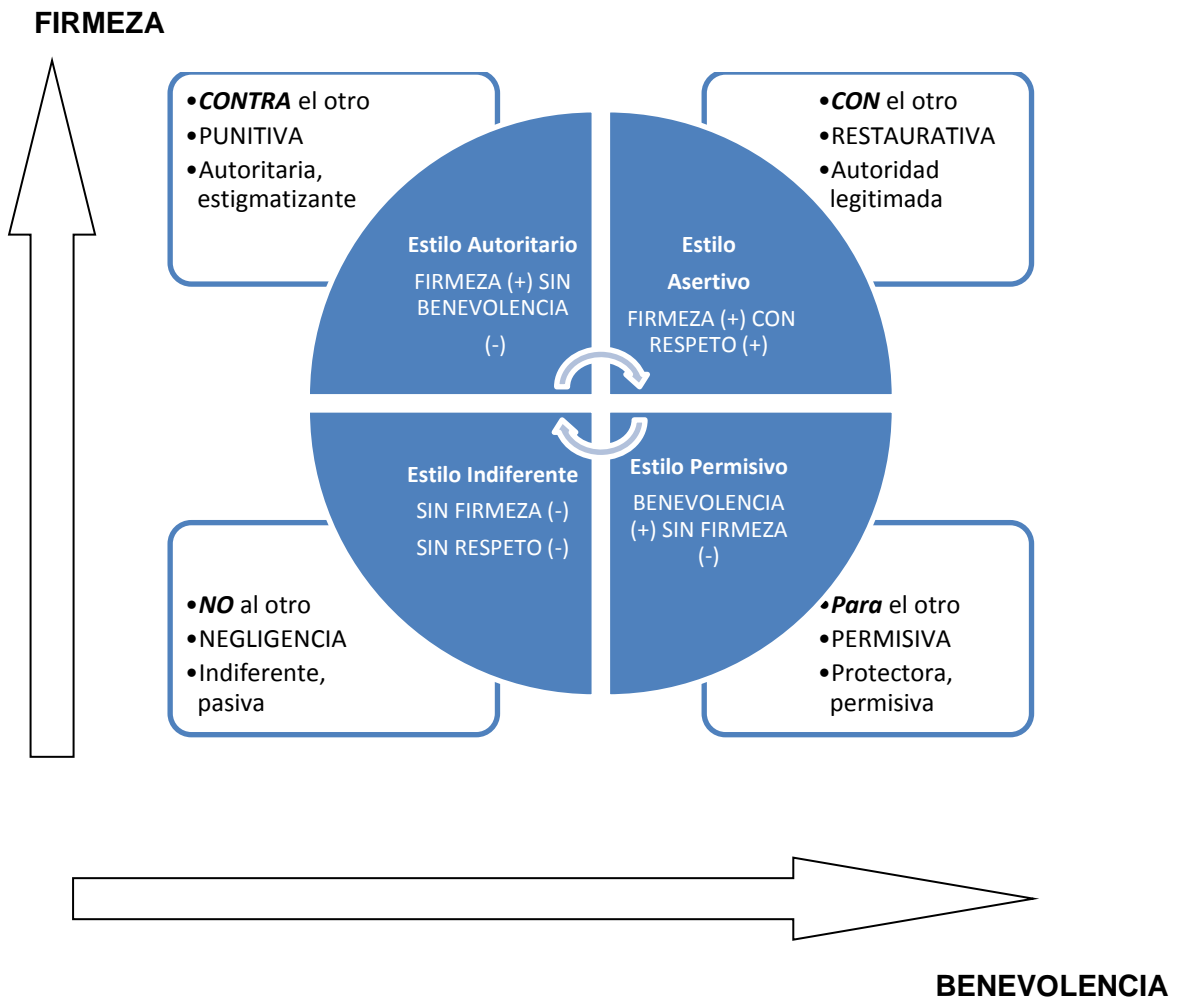 FIRMEZA
•CONTRA el otro
•PUNITIVA
•Autoritaria,
estigmatizante
•CON el otro
•RESTAURATIVA
•Autoridad
legitimada
Estilo Autoritario
FIRMEZA (+) SIN
BENEVOLENCIA
(-)
Estilo
Asertivo
FIRMEZA (+) CON
RESPETO (+)
Estilo Indiferente
SIN FIRMEZA (-)
SIN RESPETO (-)
Estilo Permisivo
BENEVOLENCIA
(+) SIN FIRMEZA
(-)
•NO al otro
•NEGLIGENCIA
•Indiferente,
pasiva
•Para el otro
•PERMISIVA
•Protectora,
permisiva
BENEVOLENCIA